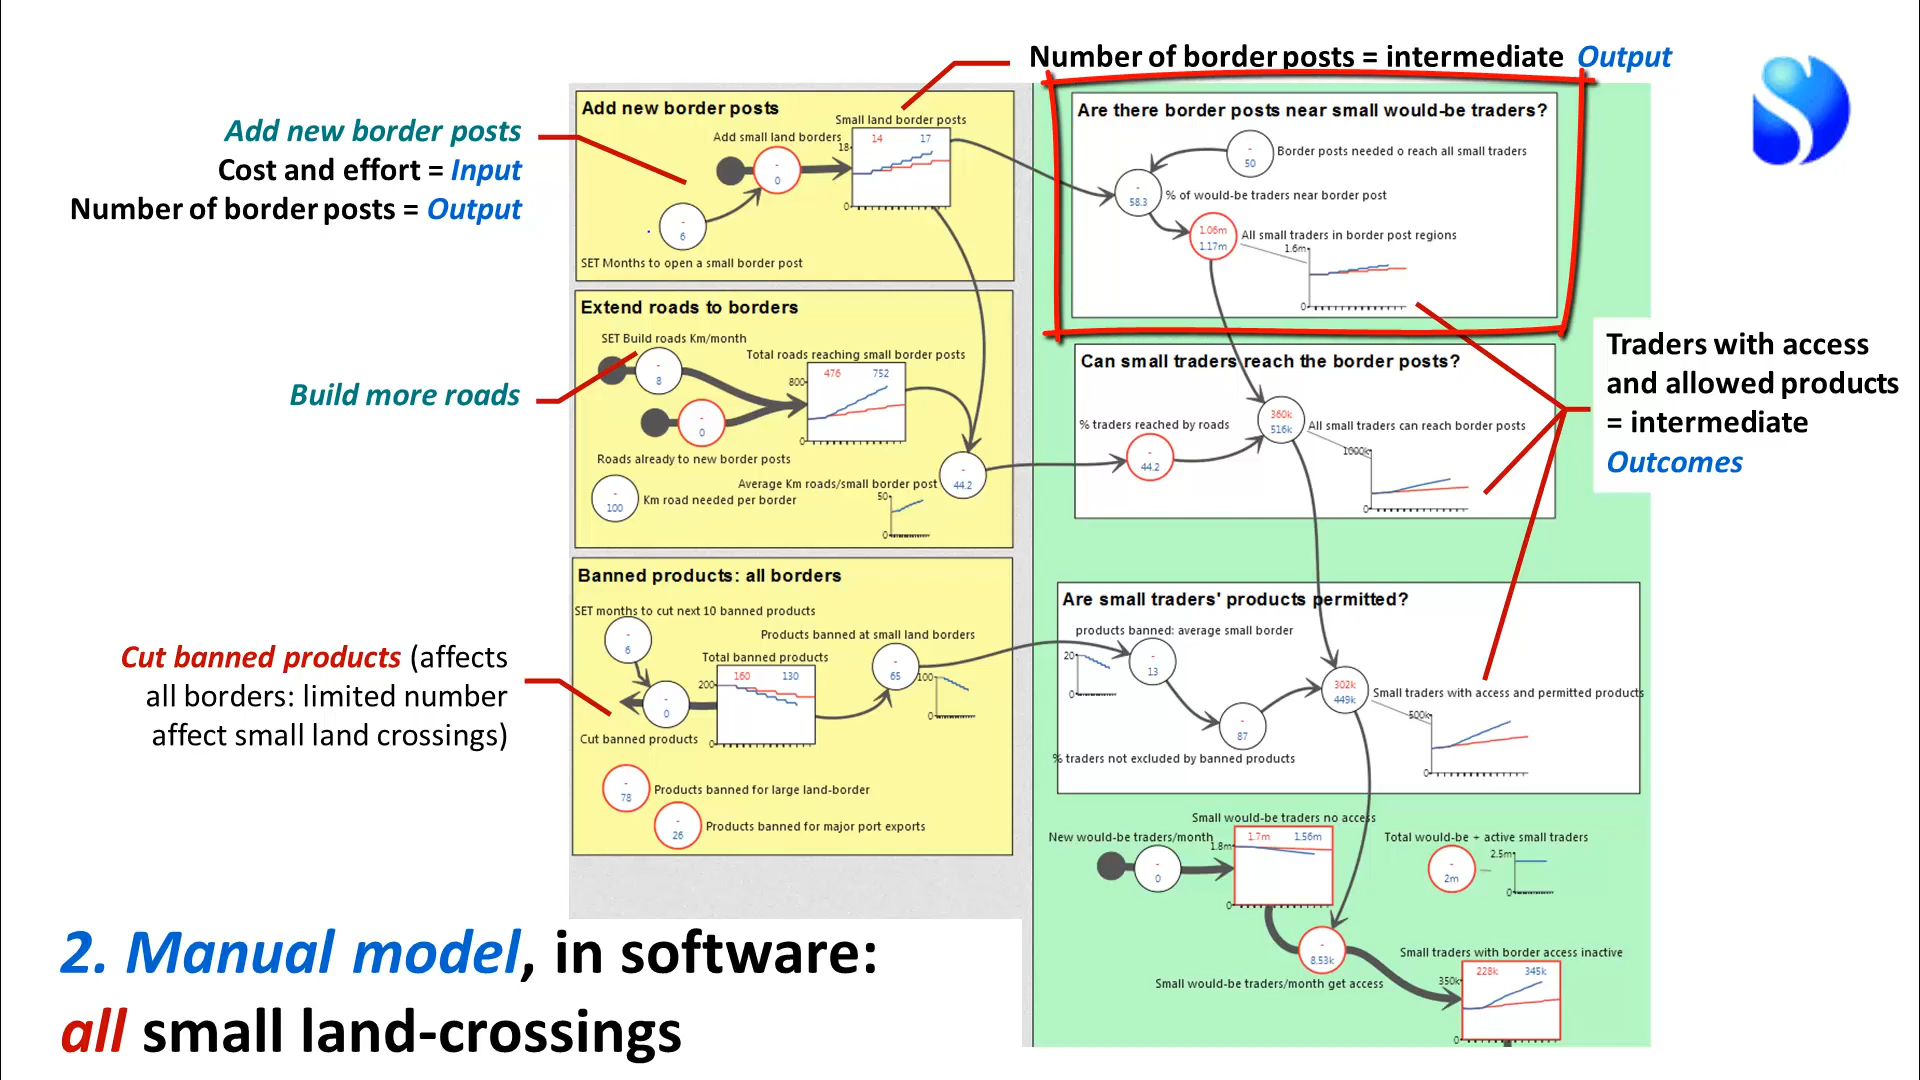 Number of border posts = intermediate Output
Add new border posts
Cost and effort = Input
Number of border posts = Output
Build more roads
Cut banned products (affects
all borders: limited number
affect small land crossings)
Add new border posts
Small land border posts
Add small land borders
18
14 17
0
-
0
-
6
SET Months to open a small border post
Extend roads to borders
SET Build roads Km/month
Total roads reaching small border posts
-
8
800
476 752
0
-
0
Roads already to new border posts
Average Km roads/small border post
-
44.2
-
100
Km road needed per border
50
0
Banned products: all borders
SET months to cut next 10 banned products
-
6
Products banned at small land borders
Total banned products
200
160 130
0
-
65
100
0
-
0
Cut banned products
-
78
Products banned for large land-border
-
26
Products banned for major port exports
Are there border posts near small would-be traders?
-
50
Border posts needed o reach all small traders
-
58.3
% of would-be traders near border post
1.06m
1.17m
All small traders in border post regions
1.6m
0
Can small traders reach the border posts?
% traders reached by roads
-
44.2
360k
516k
All small traders can reach border posts
1000k
0
Traders with access
and allowed products
= intermediate
Outcomes
Are small traders' products permitted?
products banned: average small border
20
0
-
13
302k
449k
Small traders with access and permitted products
500k
0
-
87
% traders not excluded by banned products
Small would-be traders no access
New would-be traders/month
1.8m
1.7m 1.56m
0
-
0
Total would-be + active small traders
-
2m
2.5m
0
-
8.53k
Small would-be traders/month get access
Small traders with border access inactive
350k
228k 345k
0
2. Manual model, in software:
all small land-crossings